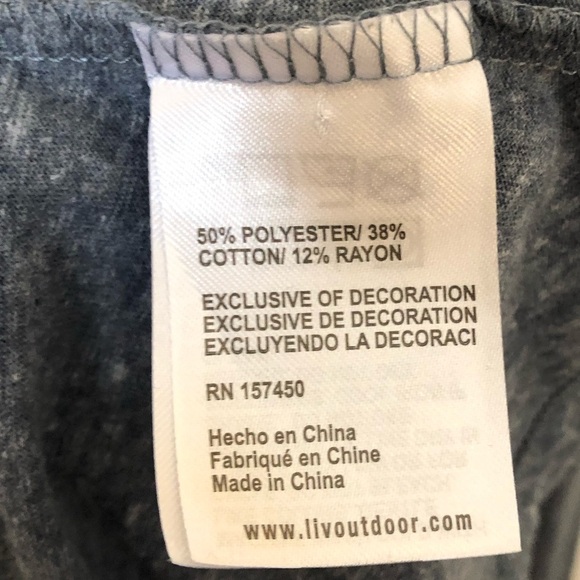 50% POLYESTER/ 38%
COTTON/ 12% RAYON
EXCLUSIVE OF DECORATION
EXCLUSIVE DE DECORATION
EXCLUYENDO LA DECORACI
RN 157450
Hecho en China
Fabriqué en Chine
Made in China
www.livoutdoor.com